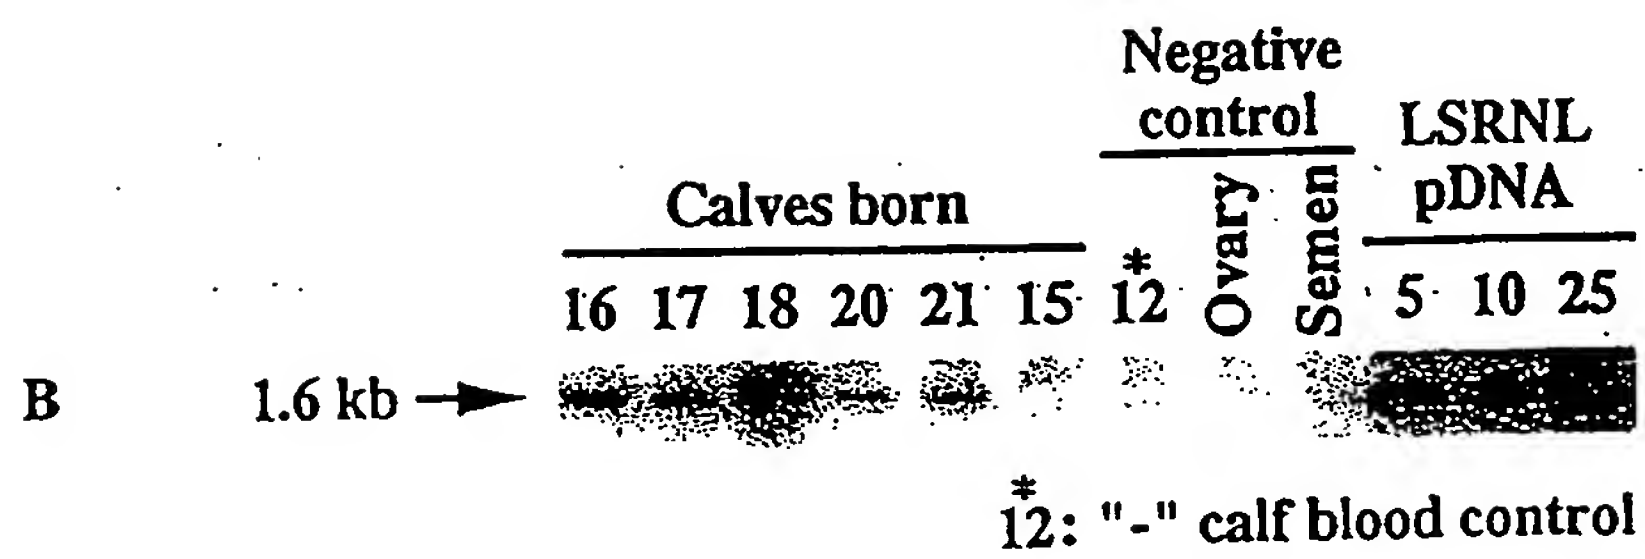 Negative
control
LSRNL
pDNA
Calves born
Ovary
Semen
*
16 17 18 20 21 15 12 5 10 25
B 1.6 kb
*
12: "-" calf blood control